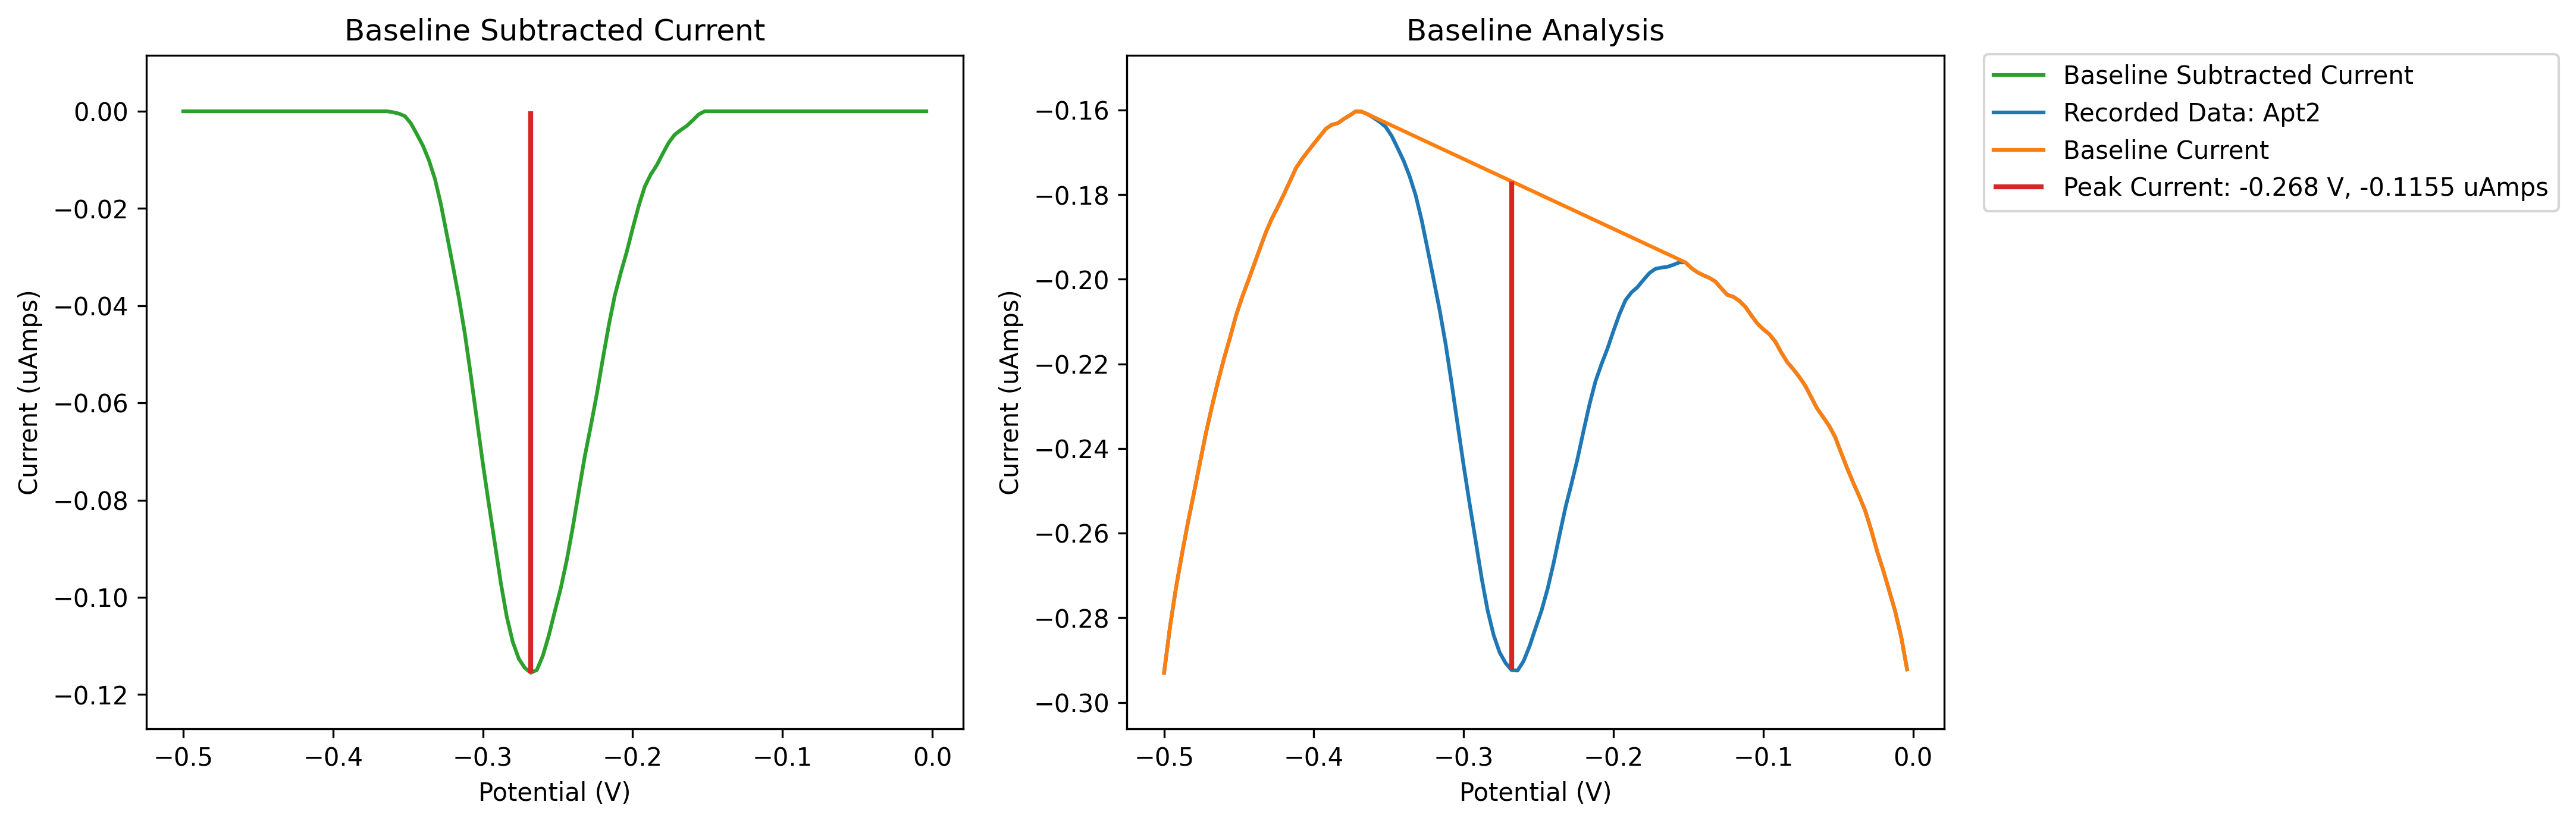 Baseline Subtracted Current
0.00
−0.02
−0.04
−0.06
−0.08
−0.10
−0.12
Current (uAmps)
−0.5 −0.4 −0.3 −0.2 −0.1 0.0
Potential (V)
Baseline Analysis
−0.16
−0.18
−0.20
−0.22
−0.24
−0.26
−0.28
−0.30
Current (uAmps)
−0.5 −0.4 −0.3 −0.2 −0.1 0.0
Potential (V)
Baseline Subtracted Current
Recorded Data: Apt2
Baseline Current
Peak Current: -0.268 V, -0.1155 uAmps